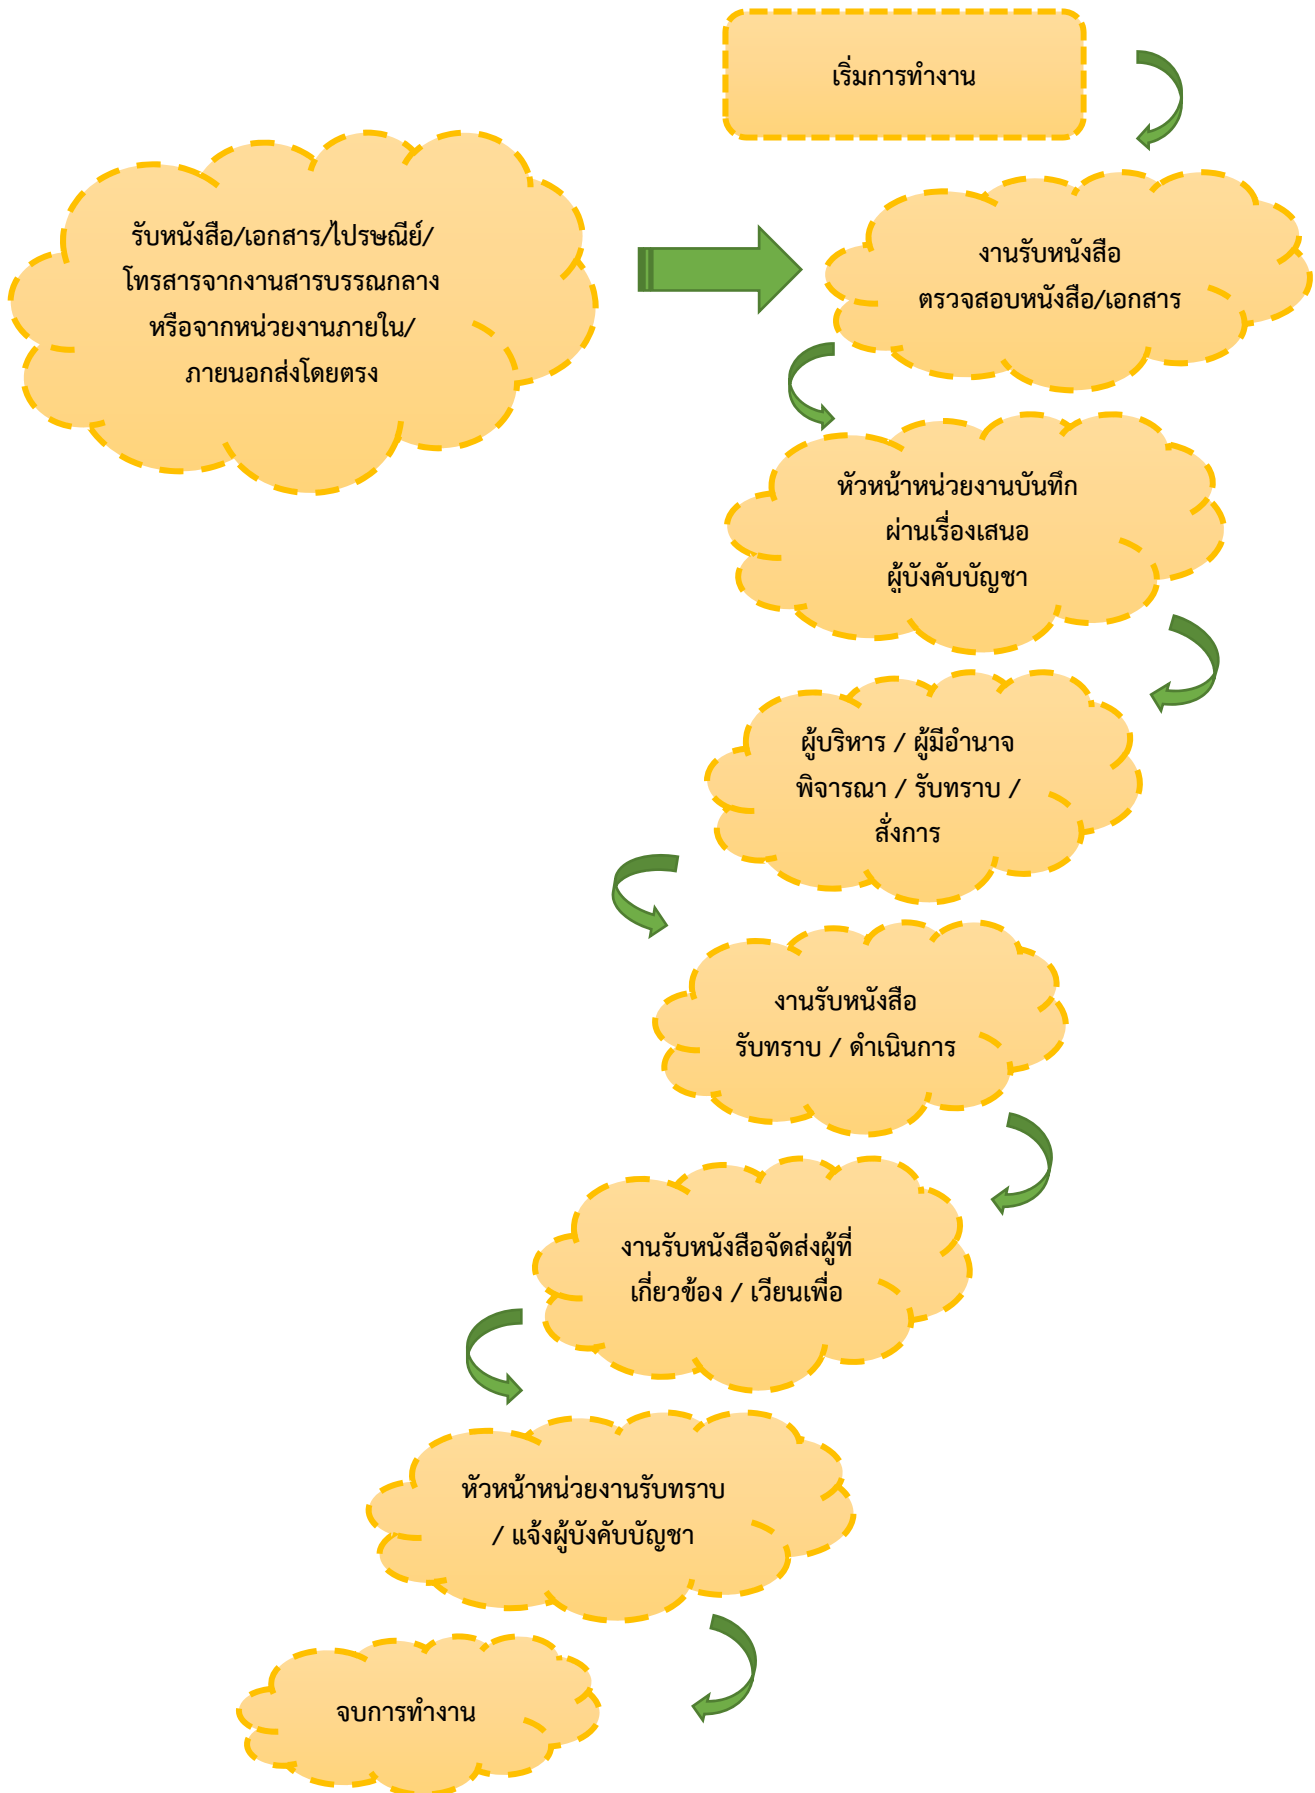 เริ่มการทำงาน
รับหนังสือ/เอกสาร/ไปรษณีย์/
โทรสารจากงานสารบรรณกลาง
หรือจากหน่วยงานภายใน/
ภายนอกส่งโดยตรง
งานรับหนังสือ
ตรวจสอบหนังสือ/เอกสาร
หัวหน้าหน่วยงานบันทึก
ผ่านเรื่องเสนอ
ผู้บังคับบัญชา
ผู้บริหาร / ผู้มีอำนาจ
พิจารณา / รับทราบ /
สั่งการ
งานรับหนังสือ
รับทราบ / ดำเนินการ
งานรับหนังสือจัดส่งผู้ที่
เกี่ยวข้อง / เวียนเพื่อ
หัวหน้าหน่วยงานรับทราบ
/ แจ้งผู้บังคับบัญชา
จบการทำงาน